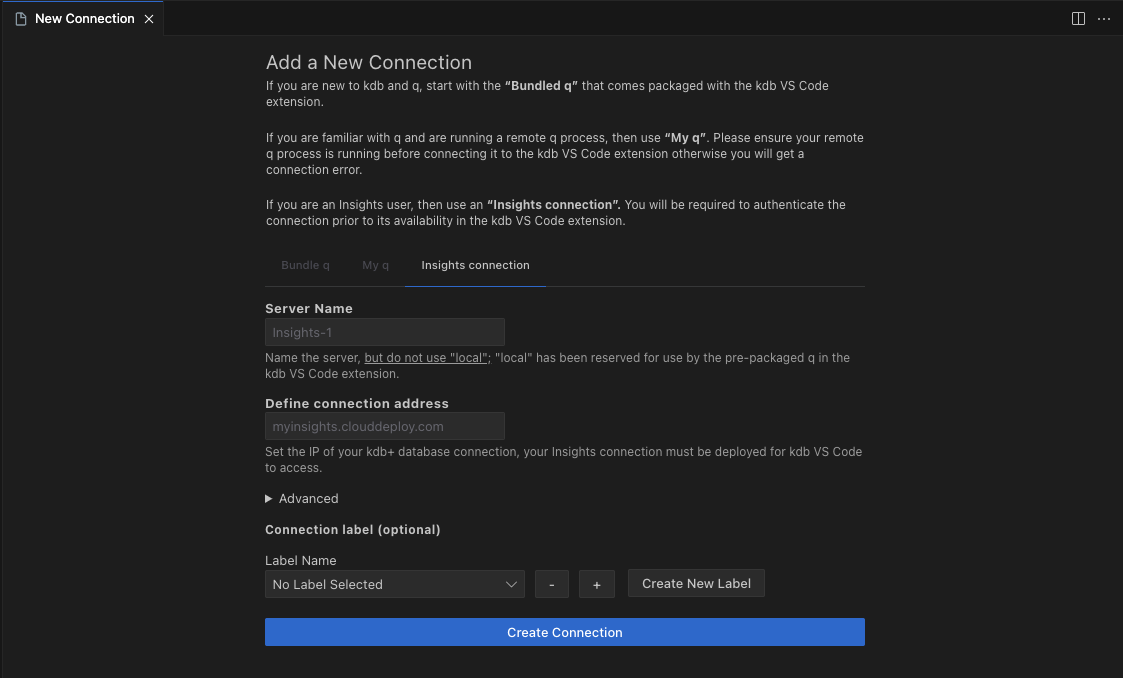 New Connection
Add a New Connection
If you are new to kdb and q, start with the “Bundled q” that comes packaged with the kdb VS Code
extension.
If you are familiar with q and are running a remote q process, then use “My q”. Please ensure your remote
q process is running before connecting it to the kdb VS Code extension otherwise you will get a
connection error.
If you are an Insights user, then use an “Insights connection”. You will be required to authenticate the
connection prior to its availability in the kdb VS Code extension.
Bundle q My q Insights connection
Server Name
Insights-1
Name the server, but do not use "local"; "local" has been reserved for use by the pre-packaged q in the
kdb VS Code extension.
Define connection address
myinsights.clouddeploy.com
Set the IP of your kdb+ database connection, your Insights connection must be deployed for kdb VS Code
to access.
Advanced
Connection label (optional)
Label Name
No Label Selected - + Create New Label
Create Connection